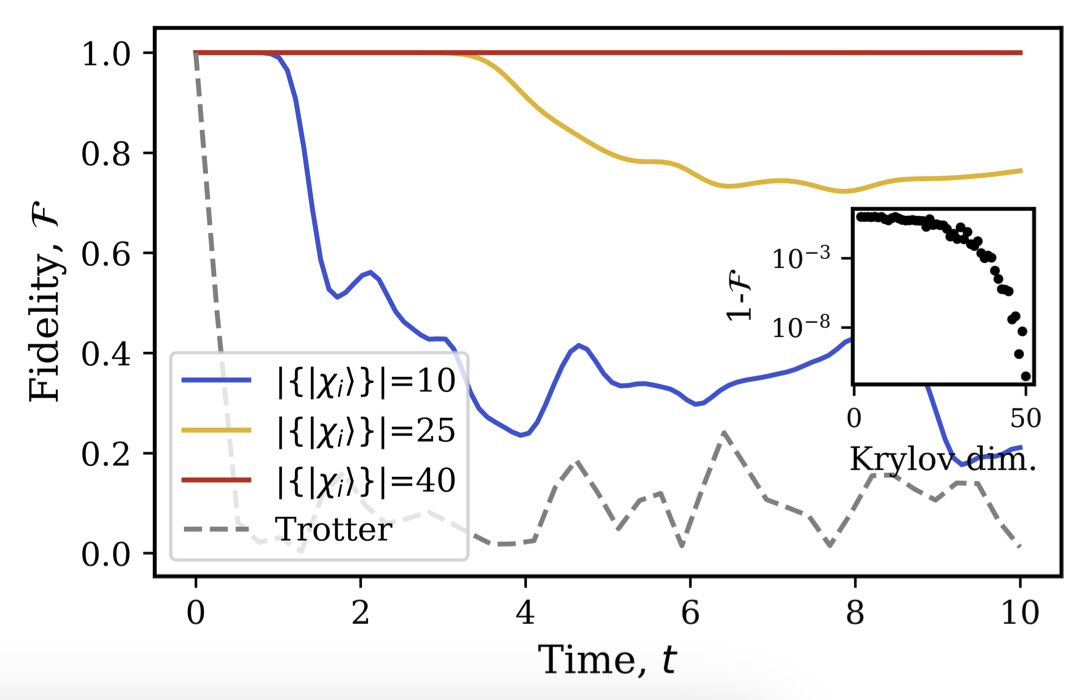 1.0
0.8
0.6
0.4
0.2
0.0
Fidelity, ℱ
|{|χᵢ⟩}|=10
|{|χᵢ⟩}|=25
|{|χᵢ⟩}|=40
Trotter
1-ℱ
10⁻³
10⁻⁸
0 50
Krylov dim.
0 2 4 6 8 10
Time, t